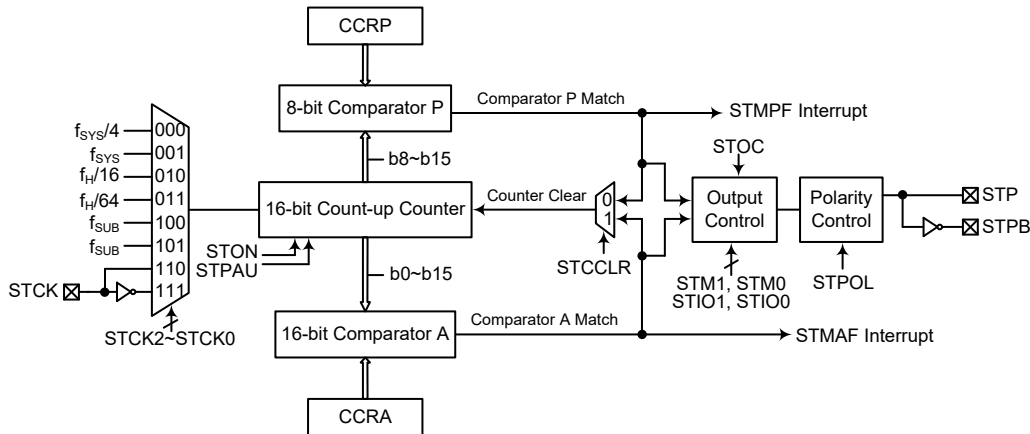 CCRP
8-bit Comparator P
Comparator P Match
STMPF Interrupt
b8~b15
fSYS/4
000
fSYS
001
fH/16
010
fH/64
011
fSUB
100
fSUB
101
110
111
STCK
STCK2~STCK0
16-bit Count-up Counter
STON
STPAU
Counter Clear
0
1
STCCLR
STOC
Output
Control
STM1, STM0
STIO1, STIO0
Polarity
Control
STPOL
STP
STPB
b0~b15
16-bit Comparator A
Comparator A Match
STMAF Interrupt
CCRA